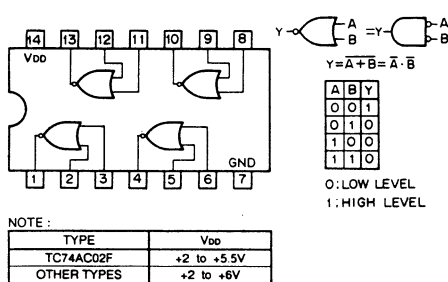 14 13 12 11 10 9 8
VDD
GND
1 2 3 4 5 6 7
Y A B =Y A B
Y=A+B̅=A̅·B̅
A B Y
0 0 1
0 1 0
1 0 0
1 1 0
0:LOW LEVEL
1:HIGH LEVEL
NOTE:
TYPE VDD
TC74AC02F +2 to +5.5V
OTHER TYPES +2 to +6V